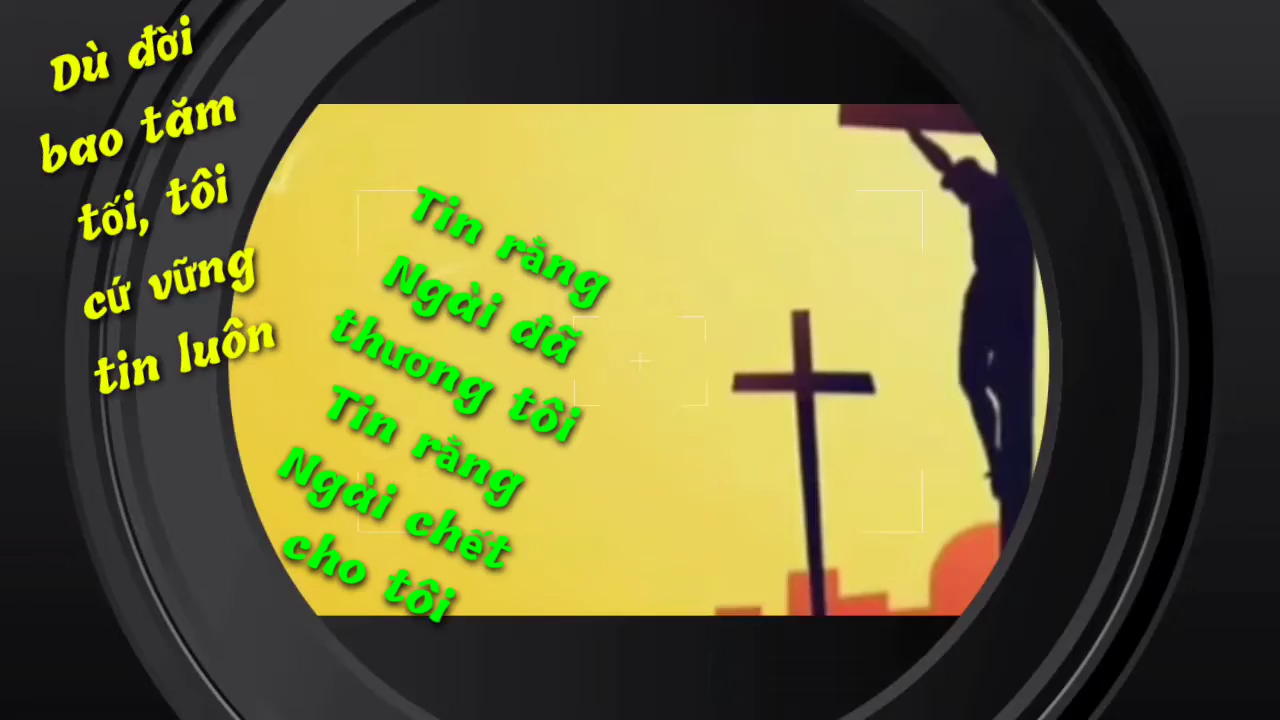 Dù đời
bao tăm
tối, tôi
cứ vững
tin luôn
Tin rằng
Ngài đã
thương tôi
Tin rằng
Ngài chết
cho tôi